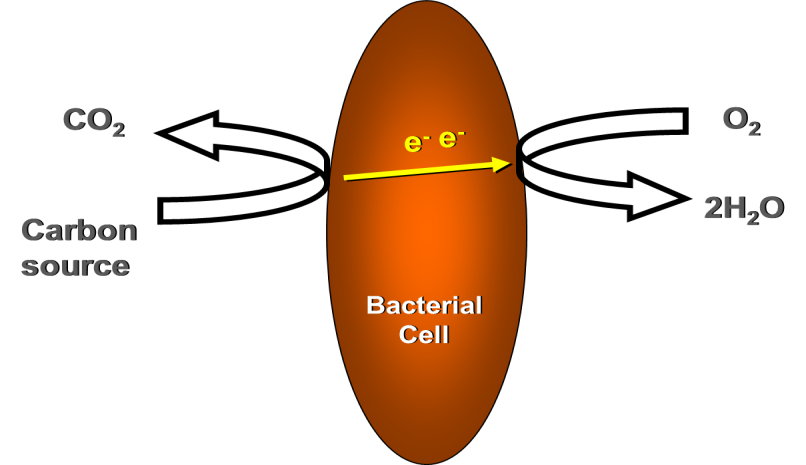 CO₂
e⁻ e⁻
O₂
Carbon
source
2H₂O
Bacterial
Cell